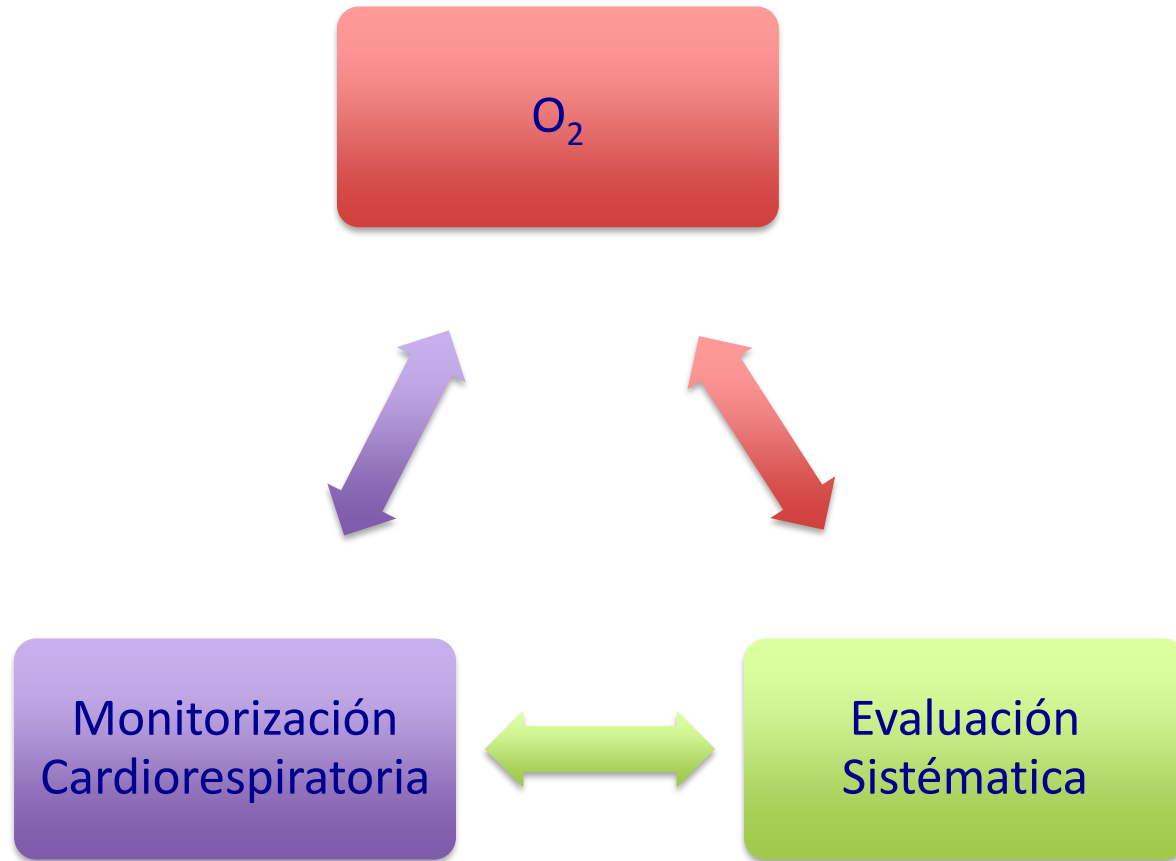 O₂
Monitorización
Cardiorespiratoria
Evaluación
Sistématica